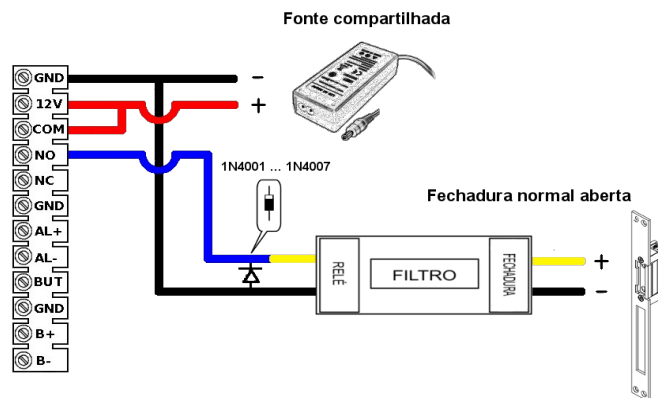 Fonte compartilhada
GND
12V
COM
NO
NC
GND
AL+
AL-
BUT
GND
B+
B-
-
+
1N4001 ... 1N4007
Fechadura normal aberta
RELÉ
FILTRO
FECHADURA
+
-